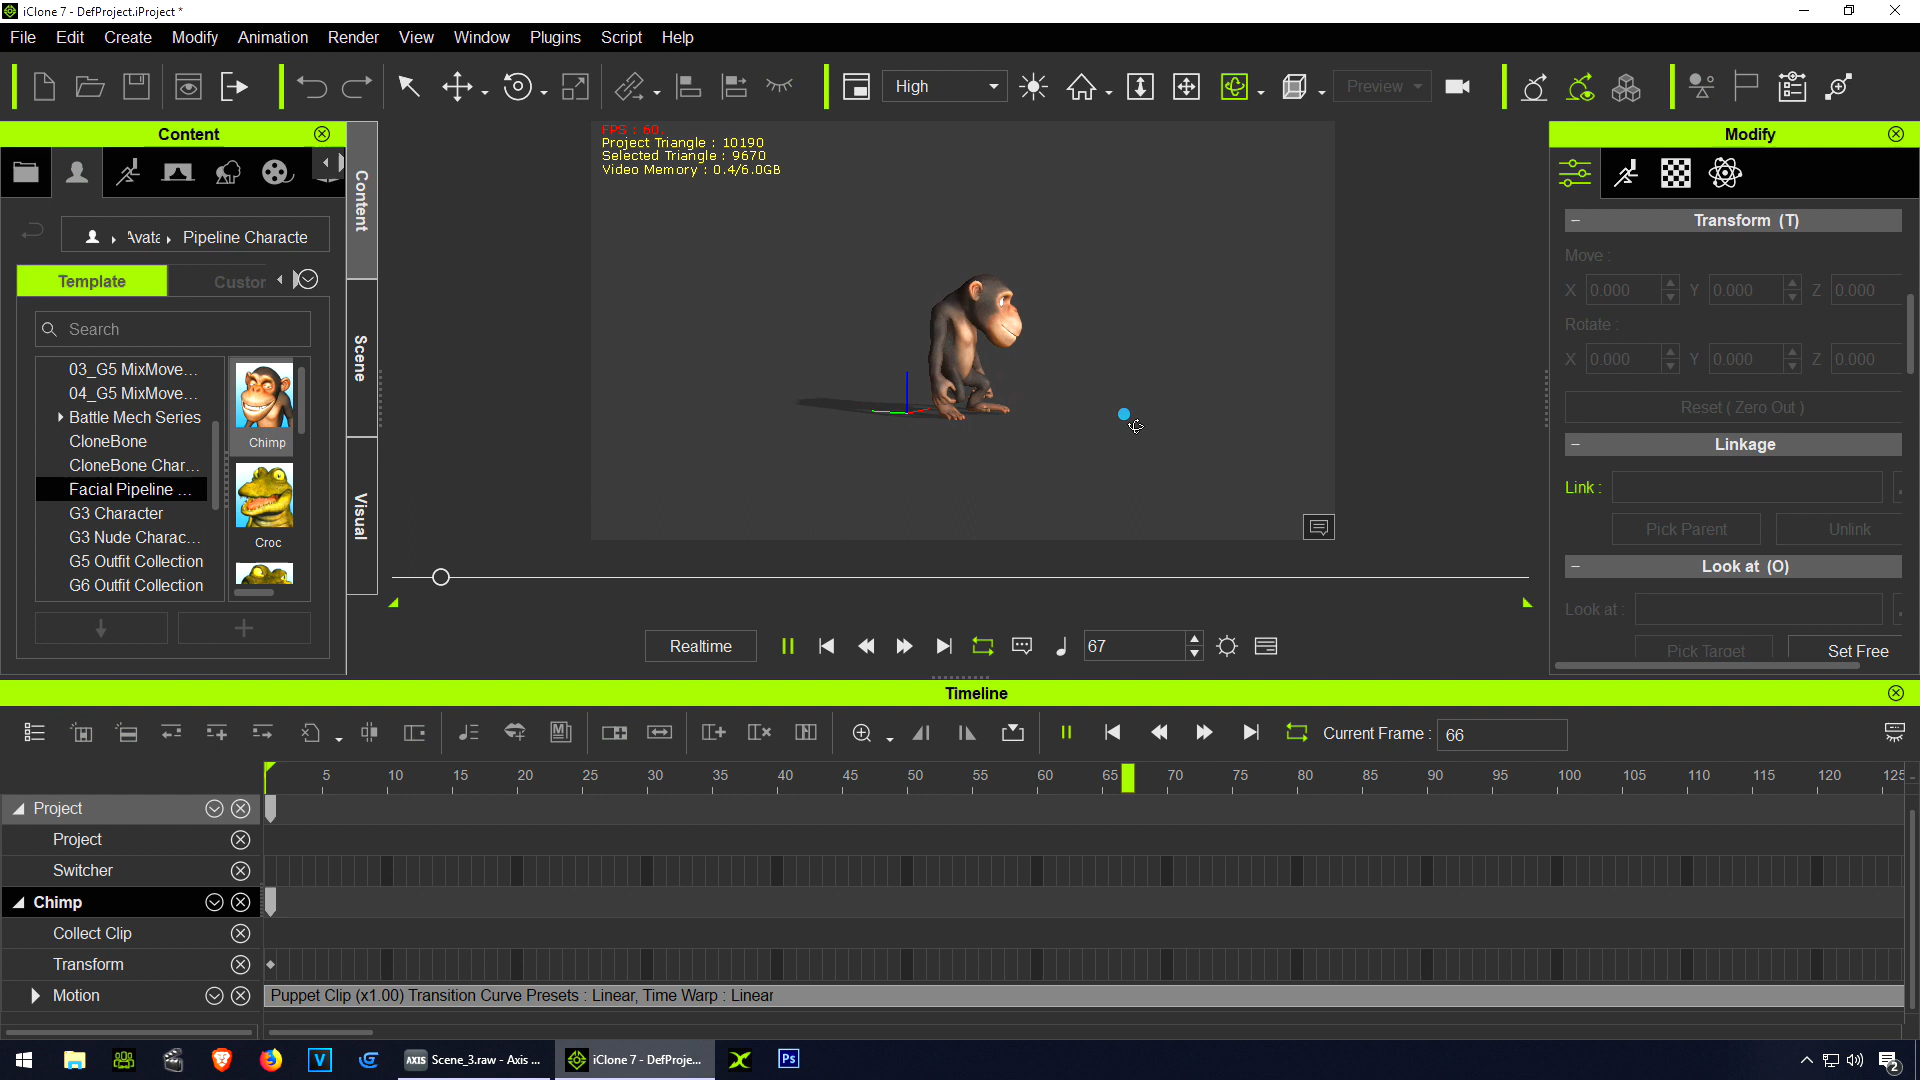 iClone 7 - DefProject.iProject *
File Edit Create Modify Animation Render View Window Plugins Script Help
High
Preview
Content
Content
Scene
Visual
Pipeline Characte
Template
Custor
Search
03_G5 MixMove...
04_G5 MixMove...
Battle Mech Series
CloneBone
CloneBone Char...
Facial Pipeline ...
G3 Character
G3 Nude Charac...
G5 Outfit Collection
G6 Outfit Collection
Chimp
Croc
FPS : 60.
Project Triangle : 10190
Selected Triangle : 9670
Video Memory : 0.4/6.0GB
Realtime
67
Modify
Transform (T)
Move :
X 0.000 Y 0.000 Z 0.000
Rotate :
X 0.000 Y 0.000 Z 0.000
Reset ( Zero Out )
Linkage
Link :
Pick Parent Unlink
Look at (O)
Look at :
Pick Target Set Free
Timeline
Current Frame : 66
5 10 15 20 25 30 35 40 45 50 55 60 65 70 75 80 85 90 95 100 105 110 115 120 125
Project
Project
Switcher
Chimp
Collect Clip
Transform
Motion
Puppet Clip (x1.00) Transition Curve Presets : Linear, Time Warp : Linear
AXIS Scene_3.raw - Axis ...
iClone 7 - DefProje...
Ps
2